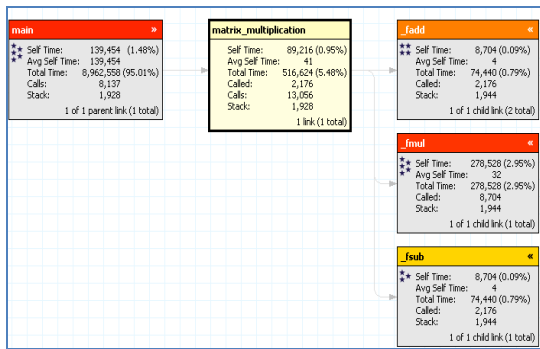 main »
Self Time: 139,454 (1.48%)
Avg Self Time: 139,454
Total Time: 8,962,558 (95.01%)
Calls: 8,137
Stack: 1,928
1 of 1 parent link (1 total)
matrix_multiplication
Self Time: 89,216 (0.95%)
Avg Self Time: 41
Total Time: 516,624 (5.48%)
Called: 2,176
Calls: 13,056
Stack: 1,928
1 link (1 total)
_fadd «
Self Time: 8,704 (0.09%)
Avg Self Time: 4
Total Time: 74,440 (0.79%)
Called: 2,176
Stack: 1,944
1 of 1 child link (2 total)
_fmul «
Self Time: 278,528 (2.95%)
Avg Self Time: 32
Total Time: 278,528 (2.95%)
Called: 8,704
Stack: 1,944
1 of 1 child link (1 total)
_fsub «
Self Time: 8,704 (0.09%)
Avg Self Time: 4
Total Time: 74,440 (0.79%)
Called: 2,176
Stack: 1,944
1 of 1 child link (1 total)